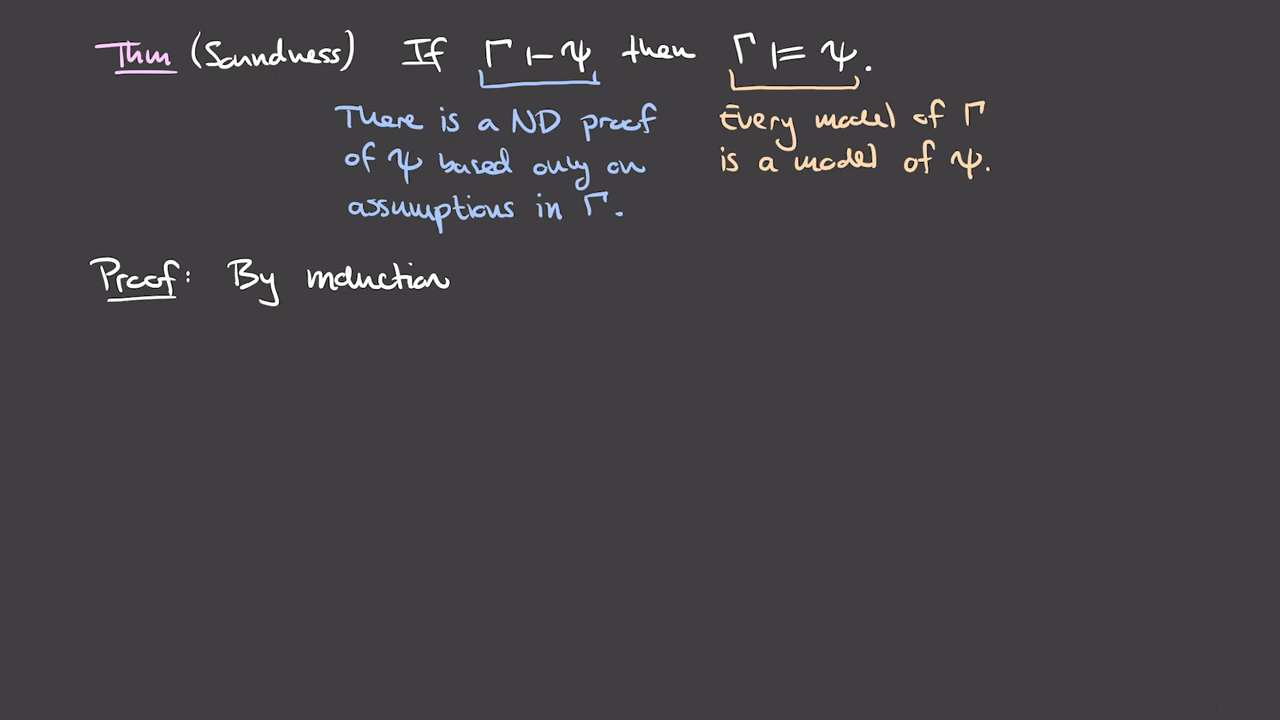 Thm (Soundness) If Γ ⊢ ψ then Γ ⊨ ψ.
There is a ND proof
of ψ based only on
assumptions in Γ.
Every model of Γ
is a model of ψ.
Proof: By induction